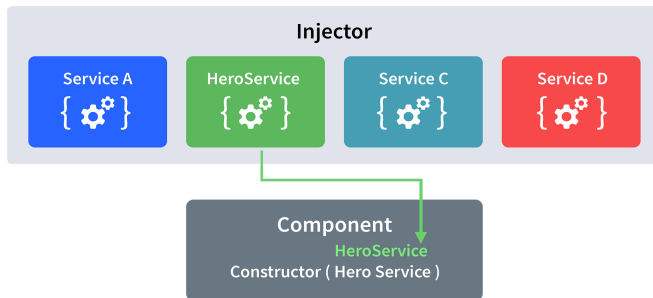 Injector
Service A
HeroService
Service C
Service D
{ }
{ }
{ }
{ }
Component
HeroService
Constructor ( Hero Service )